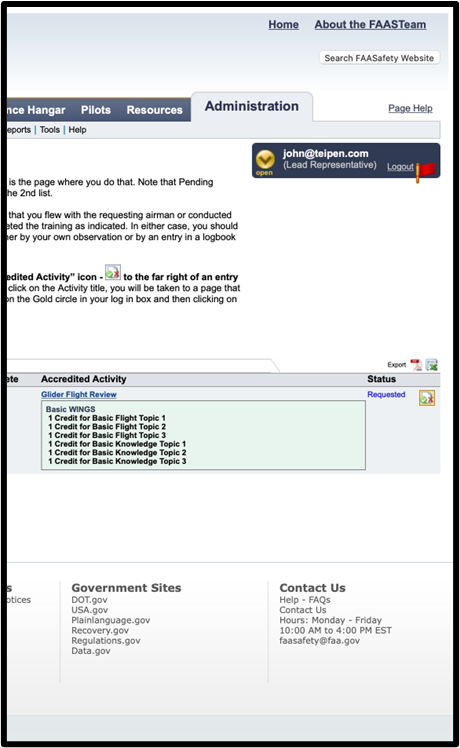 Home About the FAASTeam
Search FAASafety Website
nce Hangar Pilots Resources Administration Page Help
eports | Tools | Help
john@teipen.com
(Lead Representative) Logout
open
is the page where you do that. Note that Pending
he 2nd list.
that you flew with the requesting airman or conducted
eted the training as indicated. In either case, you should
her by your own observation or by an entry in a logbook
redited Activity" icon - to the far right of an entry
click on the Activity title, you will be taken to a page that
on the Gold circle in your log in box and then clicking on
Export
ete Accredited Activity Status
Glider Flight Review Requested
Basic WINGS
1 Credit for Basic Flight Topic 1
1 Credit for Basic Flight Topic 2
1 Credit for Basic Flight Topic 3
1 Credit for Basic Knowledge Topic 1
1 Credit for Basic Knowledge Topic 2
1 Credit for Basic Knowledge Topic 3
s
otices
Government Sites
DOT.gov
USA.gov
Plainlanguage.gov
Recovery.gov
Regulations.gov
Data.gov
Contact Us
Help - FAQs
Contact Us
Hours: Monday - Friday
10:00 AM to 4:00 PM EST
faasafety@faa.gov